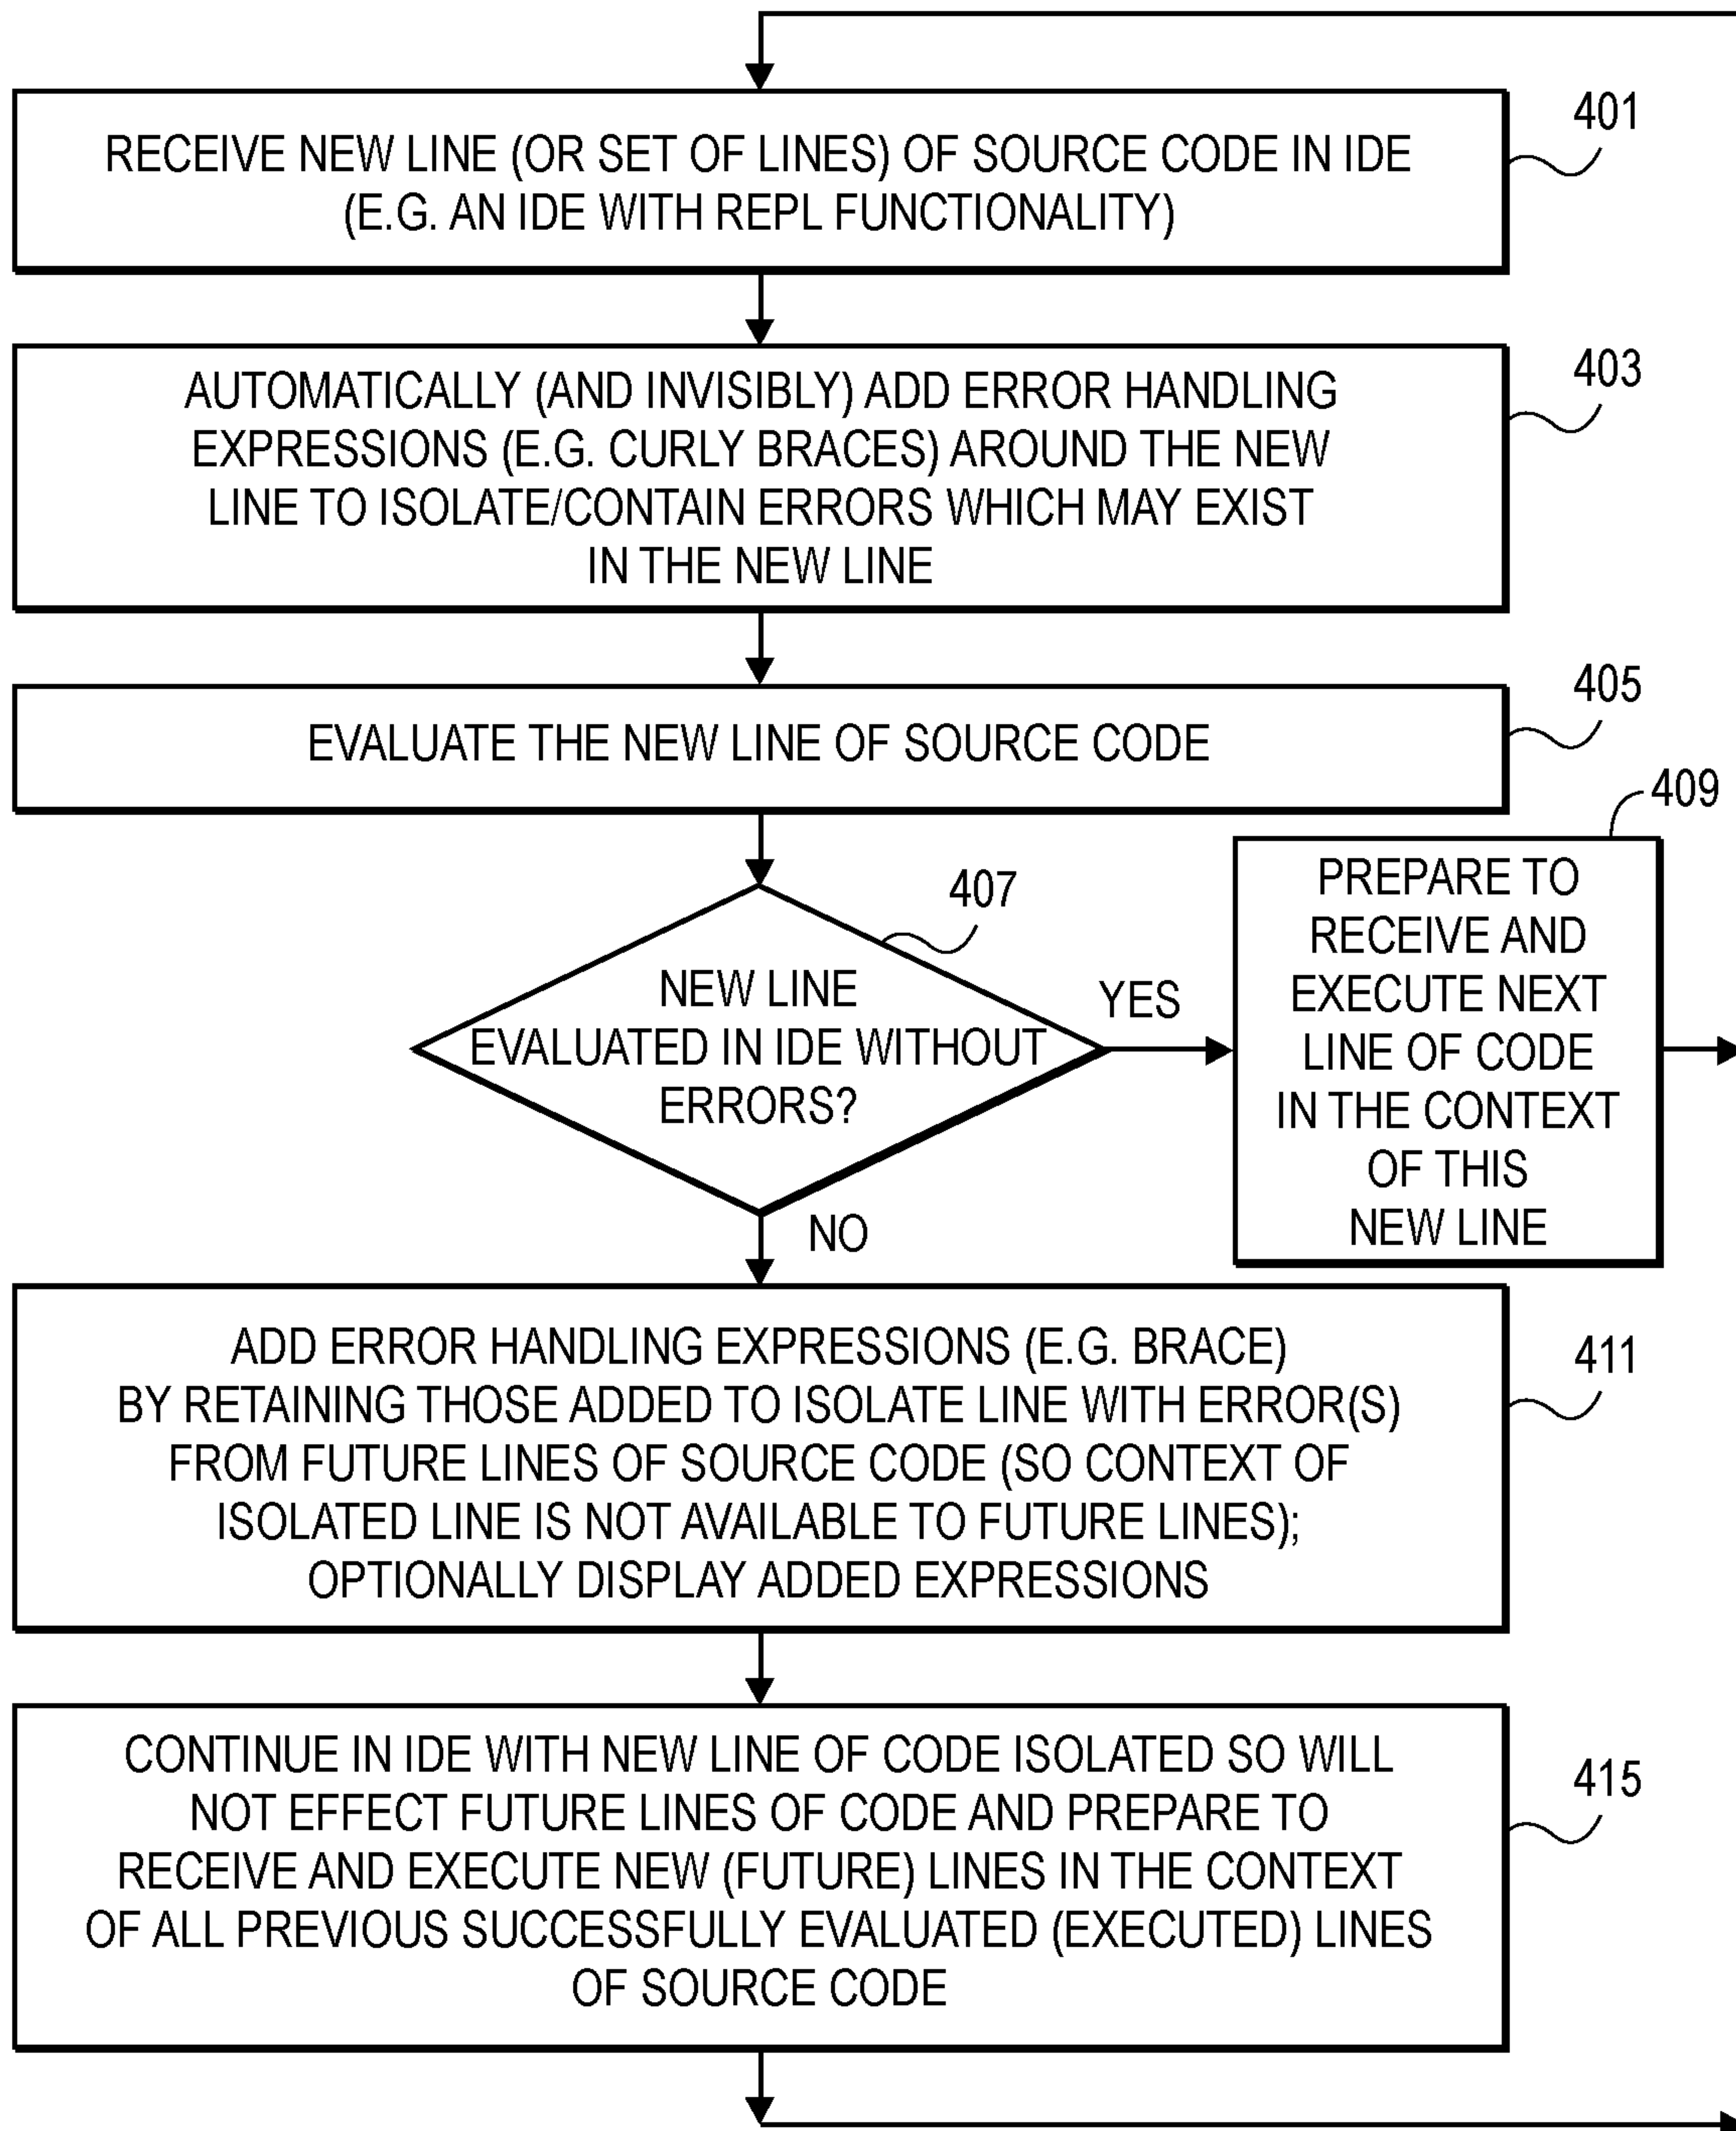 RECEIVE NEW LINE (OR SET OF LINES) OF SOURCE CODE IN IDE
(E.G. AN IDE WITH REPL FUNCTIONALITY)
401
AUTOMATICALLY (AND INVISIBLY) ADD ERROR HANDLING
EXPRESSIONS (E.G. CURLY BRACES) AROUND THE NEW
LINE TO ISOLATE/CONTAIN ERRORS WHICH MAY EXIST
IN THE NEW LINE
403
EVALUATE THE NEW LINE OF SOURCE CODE
405
NEW LINE
EVALUATED IN IDE WITHOUT
ERRORS?
407
YES
PREPARE TO
RECEIVE AND
EXECUTE NEXT
LINE OF CODE
IN THE CONTEXT
OF THIS
NEW LINE
409
NO
ADD ERROR HANDLING EXPRESSIONS (E.G. BRACE)
BY RETAINING THOSE ADDED TO ISOLATE LINE WITH ERROR(S)
FROM FUTURE LINES OF SOURCE CODE (SO CONTEXT OF
ISOLATED LINE IS NOT AVAILABLE TO FUTURE LINES);
OPTIONALLY DISPLAY ADDED EXPRESSIONS
411
CONTINUE IN IDE WITH NEW LINE OF CODE ISOLATED SO WILL
NOT EFFECT FUTURE LINES OF CODE AND PREPARE TO
RECEIVE AND EXECUTE NEW (FUTURE) LINES IN THE CONTEXT
OF ALL PREVIOUS SUCCESSFULLY EVALUATED (EXECUTED) LINES
OF SOURCE CODE
415